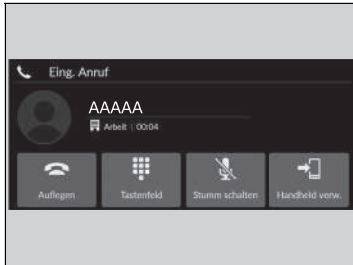 Eing. Anruf
AAAAA
Arbeit | 00:04
Auflegen
Tastenfeld
Stumm schalten
Handheld verw.